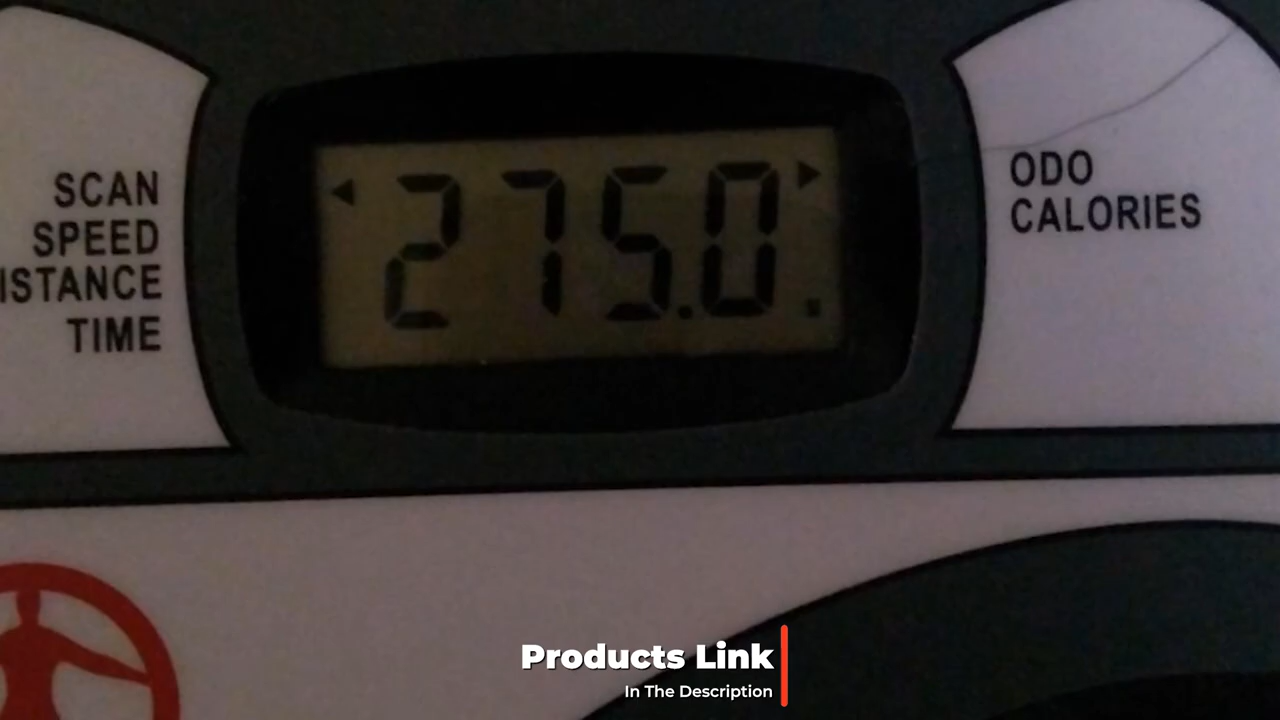 SCAN
SPEED
ISTANCE
TIME
275.0
ODO
CALORIES
Products Link
In The Description